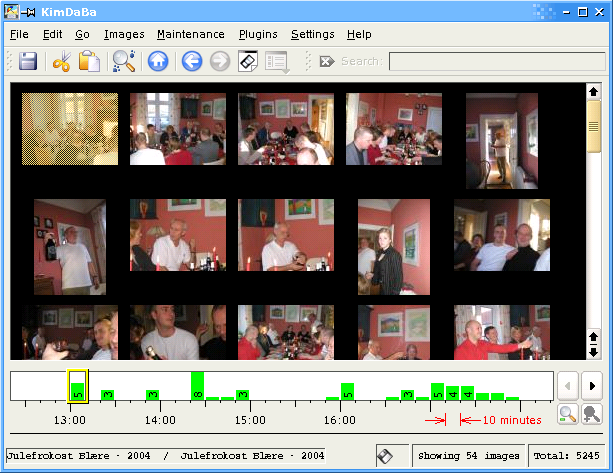 KimDaBa
File Edit Go Images Maintenance Plugins Settings Help
Search:
5 3 3 8 3 5 3 5 4 4
13:00 14:00 15:00 16:00 10 minutes
Julefrokost Blære - 2004 / Julefrokost Blære - 2004 Showing 54 images Total: 5245